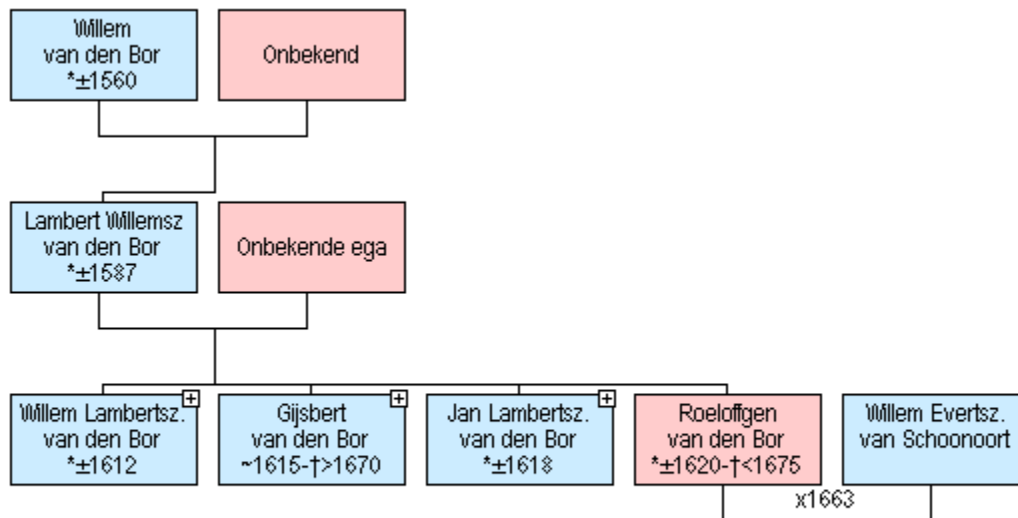 Willem
van den Bor
*±1560
Onbekend
Lambert Willemsz
van den Bor
*±1587
Onbekende ega
Willem Lambertsz.
van den Bor
*±1612
Gijsbert
van den Bor
~1615-†>1670
Jan Lambertsz.
van den Bor
*±1618
Roeloffgen
van den Bor
*±1620-†<1675
Willem Evertsz.
van Schoonoort
x1663